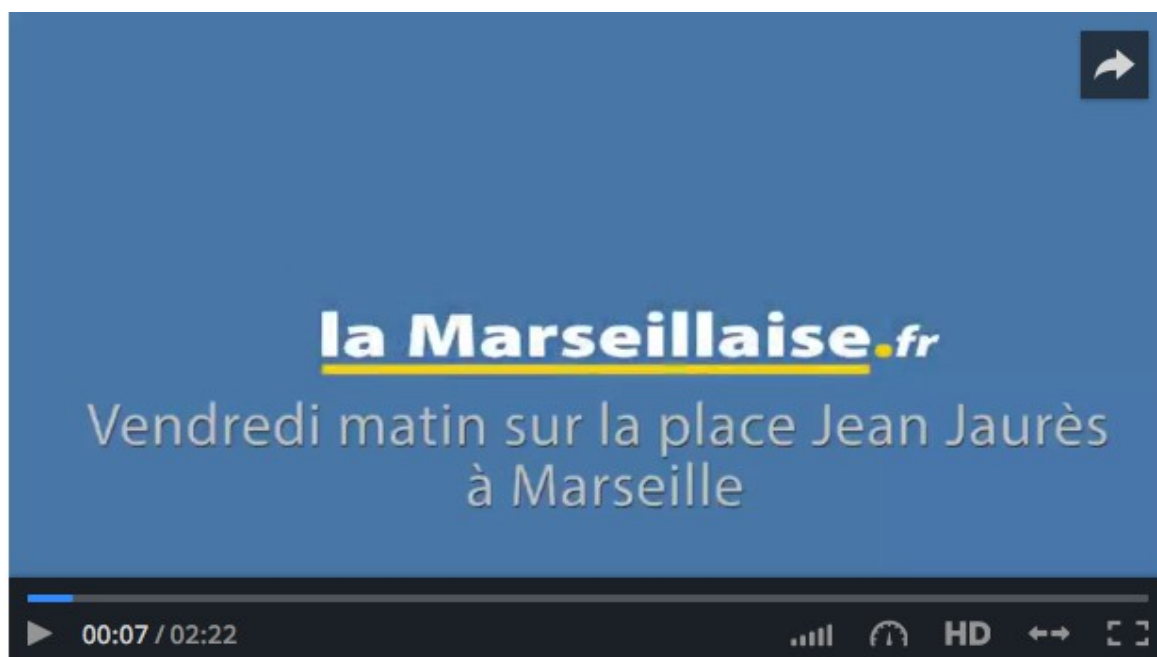 la Marseillaise.fr
Vendredi matin sur la place Jean Jaurès
à Marseille
00:07 / 02:22
HD